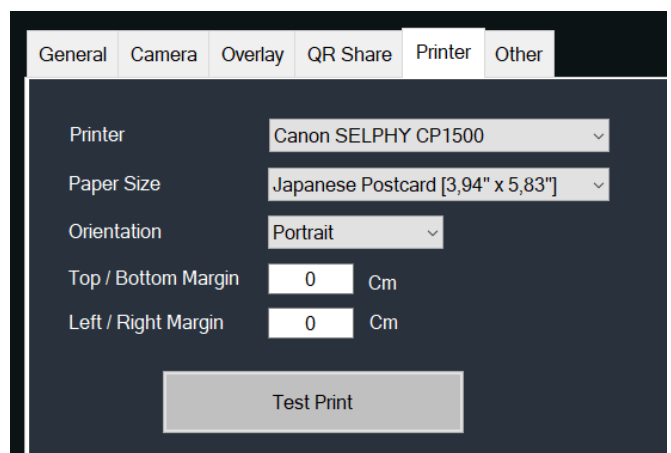 General Camera Overlay QR Share Printer Other
Printer Canon SELPHY CP1500
Paper Size Japanese Postcard [3,94" x 5,83"]
Orientation Portrait
Top / Bottom Margin 0 Cm
Left / Right Margin 0 Cm
Test Print